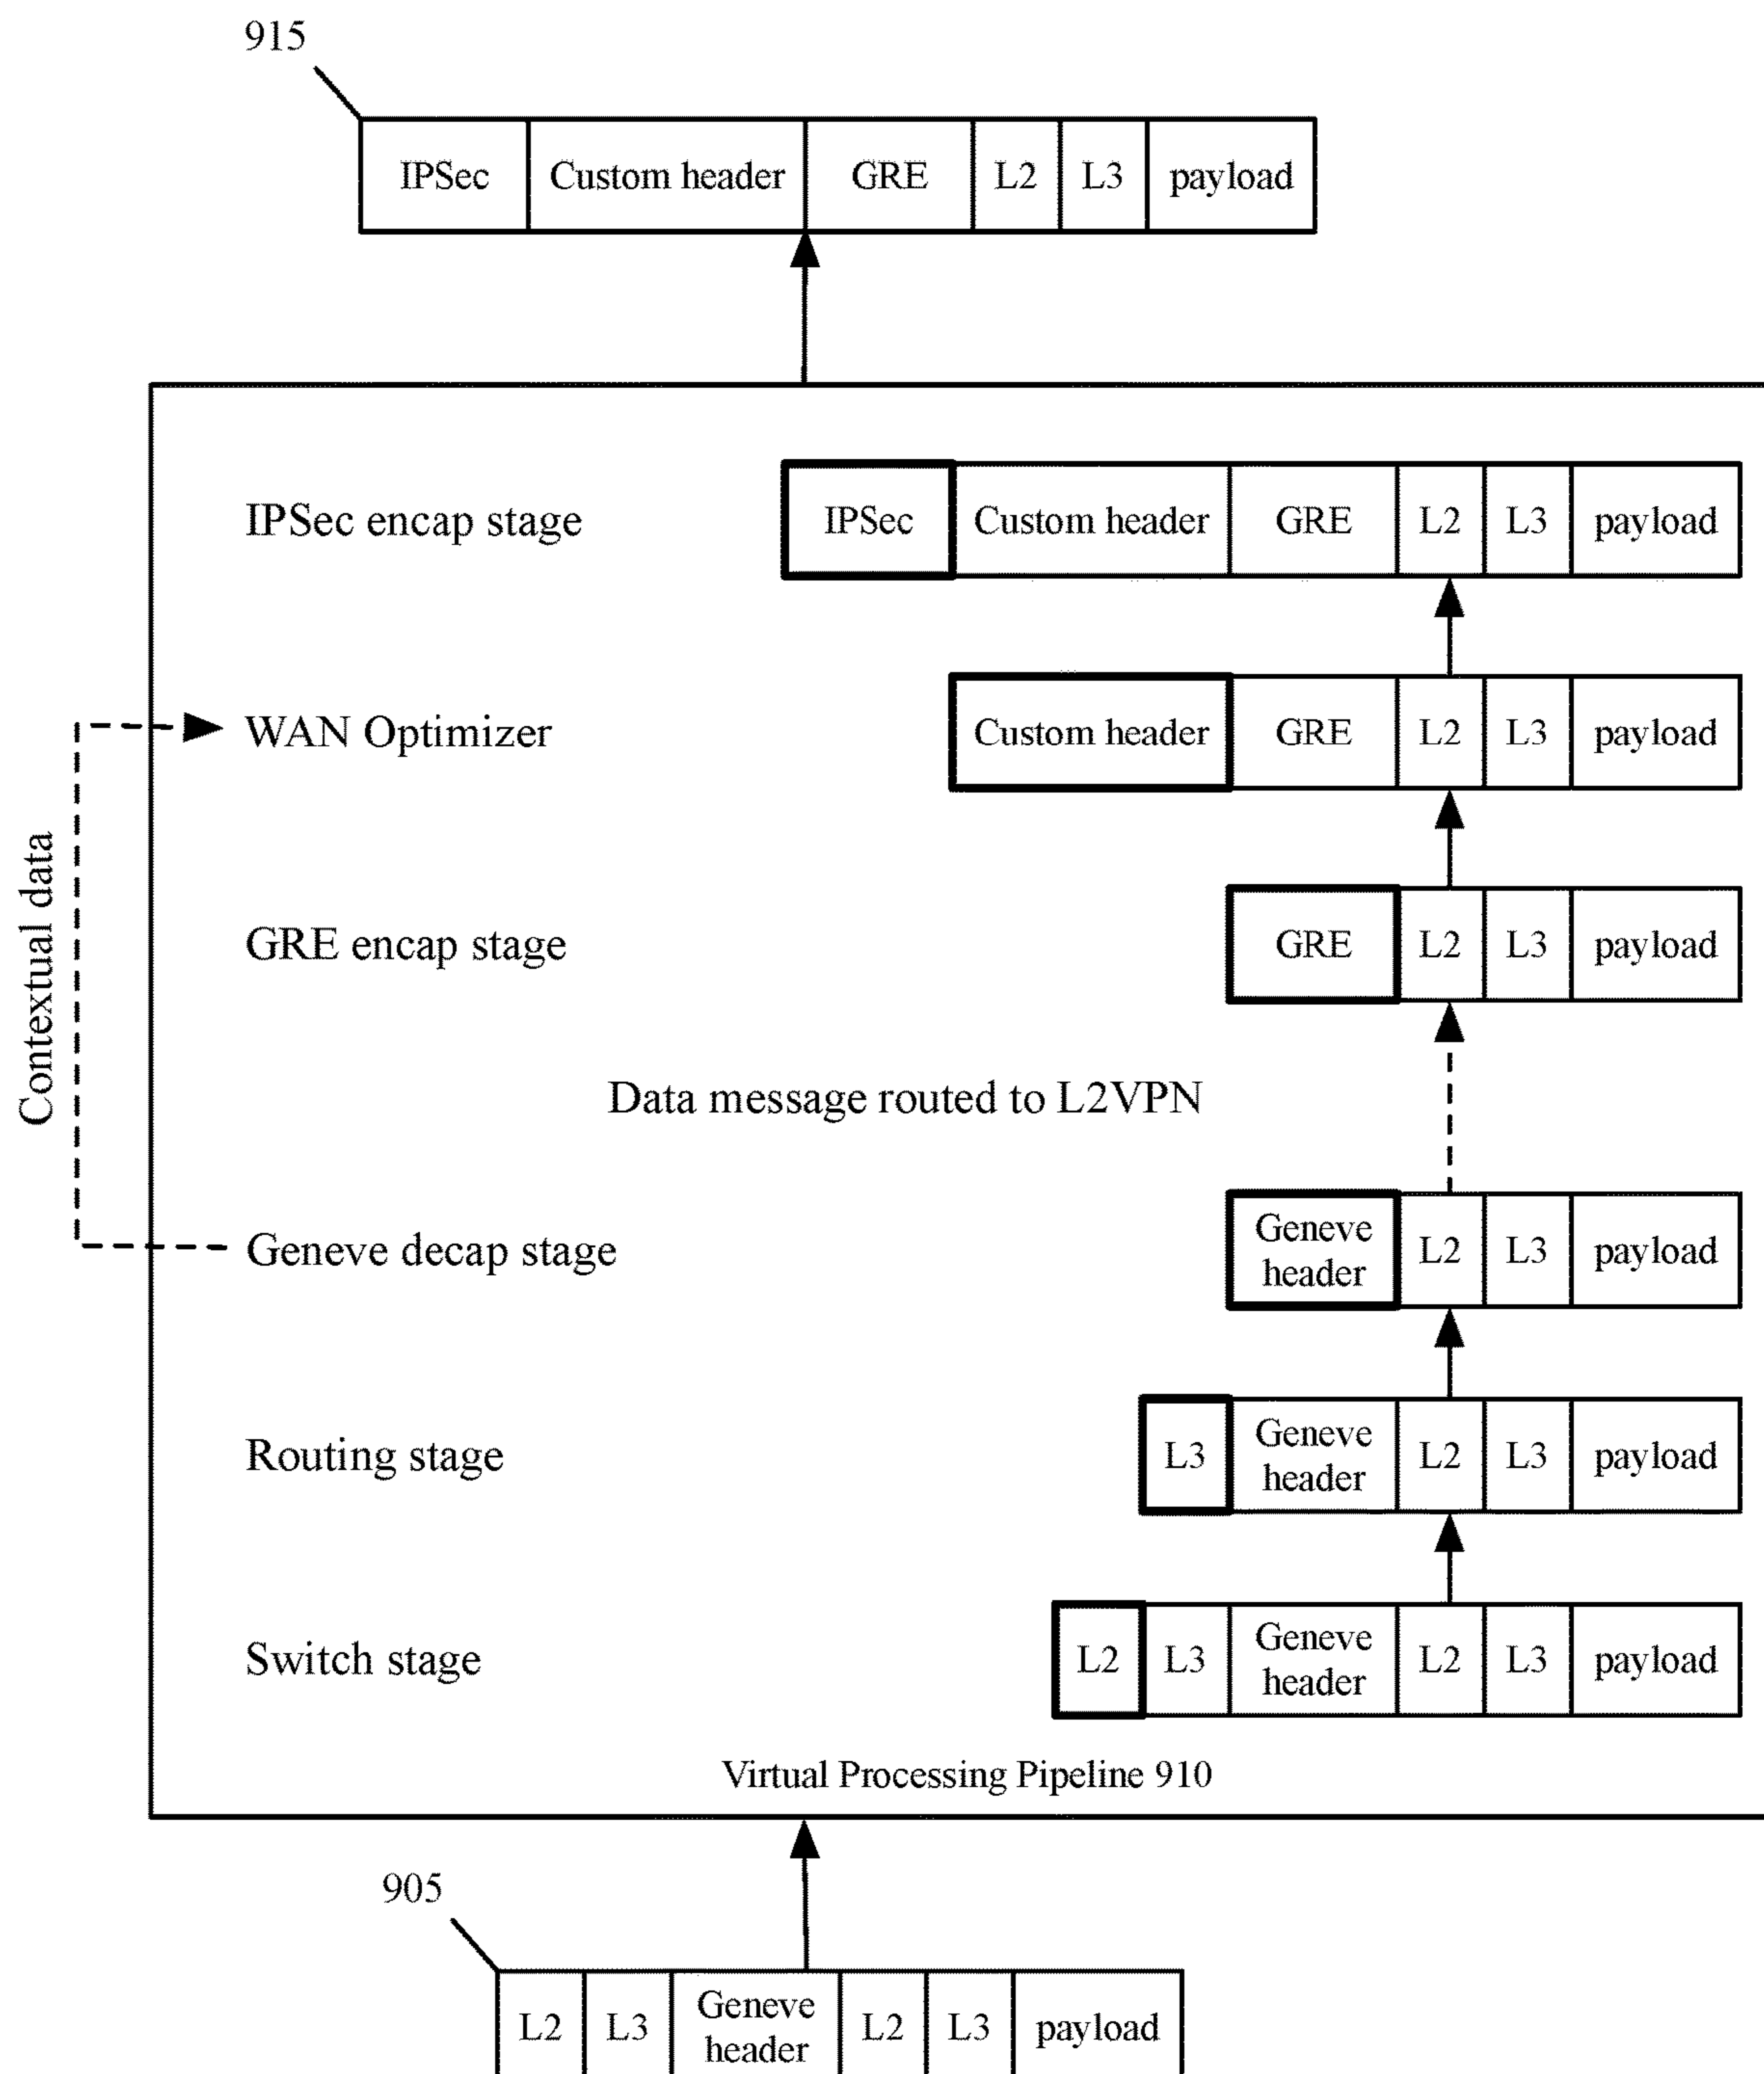 915
IPSec Custom header GRE L2 L3 payload
IPSec encap stage IPSec Custom header GRE L2 L3 payload
WAN Optimizer Custom header GRE L2 L3 payload
Contextual data
GRE encap stage GRE L2 L3 payload
Data message routed to L2VPN
Geneve decap stage Geneve header L2 L3 payload
Routing stage L3 Geneve header L2 L3 payload
Switch stage L2 L3 Geneve header L2 L3 payload
Virtual Processing Pipeline 910
905
L2 L3 Geneve header L2 L3 payload